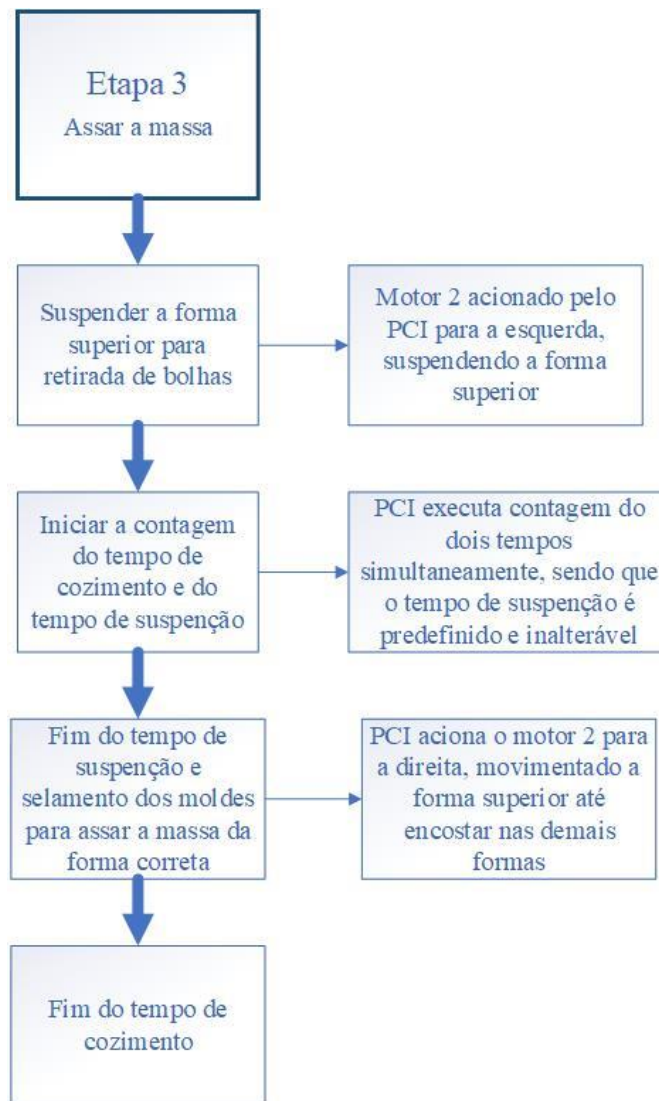 Etapa 3
Assar a massa
Suspender a forma
superior para
retirada de bolhas
Motor 2 acionado pelo
PCI para a esquerda,
suspendendo a forma
superior
Iniciar a contagem
do tempo de
cozimento e do
tempo de suspenção
PCI executa contagem do
dois tempos
simultaneamente, sendo que
o tempo de suspenção é
predefinido e inalterável
Fim do tempo de
suspenção e
selamento dos moldes
para assar a massa da
forma correta
PCI aciona o motor 2 para
a direita, movimentado a
forma superior até
encostar nas demais
formas
Fim do tempo de
cozimento